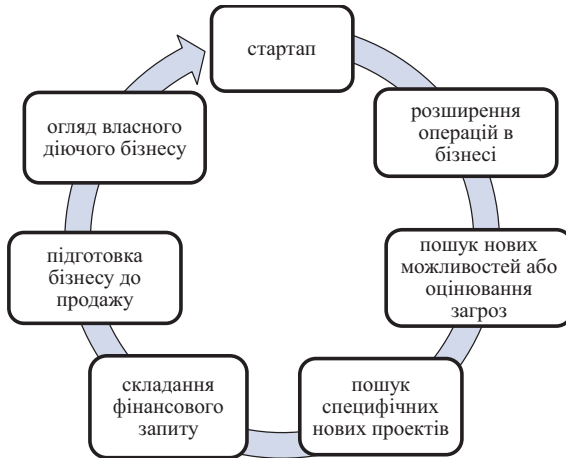 стартап
розширення
операцій в
бізнесі
пошук нових
можливостей або
оцінювання
загроз
пошук
специфічних
нових проектів
складання
фінансового
запиту
підготовка
бізнесу до
продажу
огляд власного
діючого бізнесу